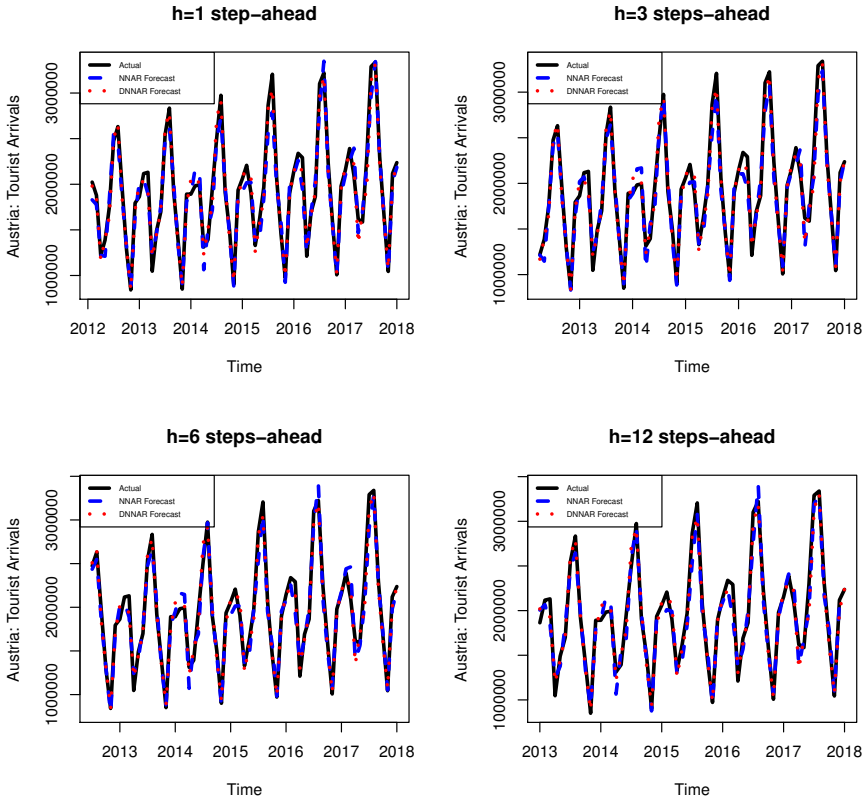 h=1 step−ahead
Actual
NNAR Forecast
DNNAR Forecast
Austria: Tourist Arrivals
3000000
2000000
1000000
2012 2013 2014 2015 2016 2017 2018
Time
h=3 steps−ahead
Actual
NNAR Forecast
DNNAR Forecast
Austria: Tourist Arrivals
3000000
2000000
1000000
2013 2014 2015 2016 2017 2018
Time
h=6 steps−ahead
Actual
NNAR Forecast
DNNAR Forecast
Austria: Tourist Arrivals
3000000
2000000
1000000
2013 2014 2015 2016 2017 2018
Time
h=12 steps−ahead
Actual
NNAR Forecast
DNNAR Forecast
Austria: Tourist Arrivals
3000000
2000000
1000000
2013 2014 2015 2016 2017 2018
Time